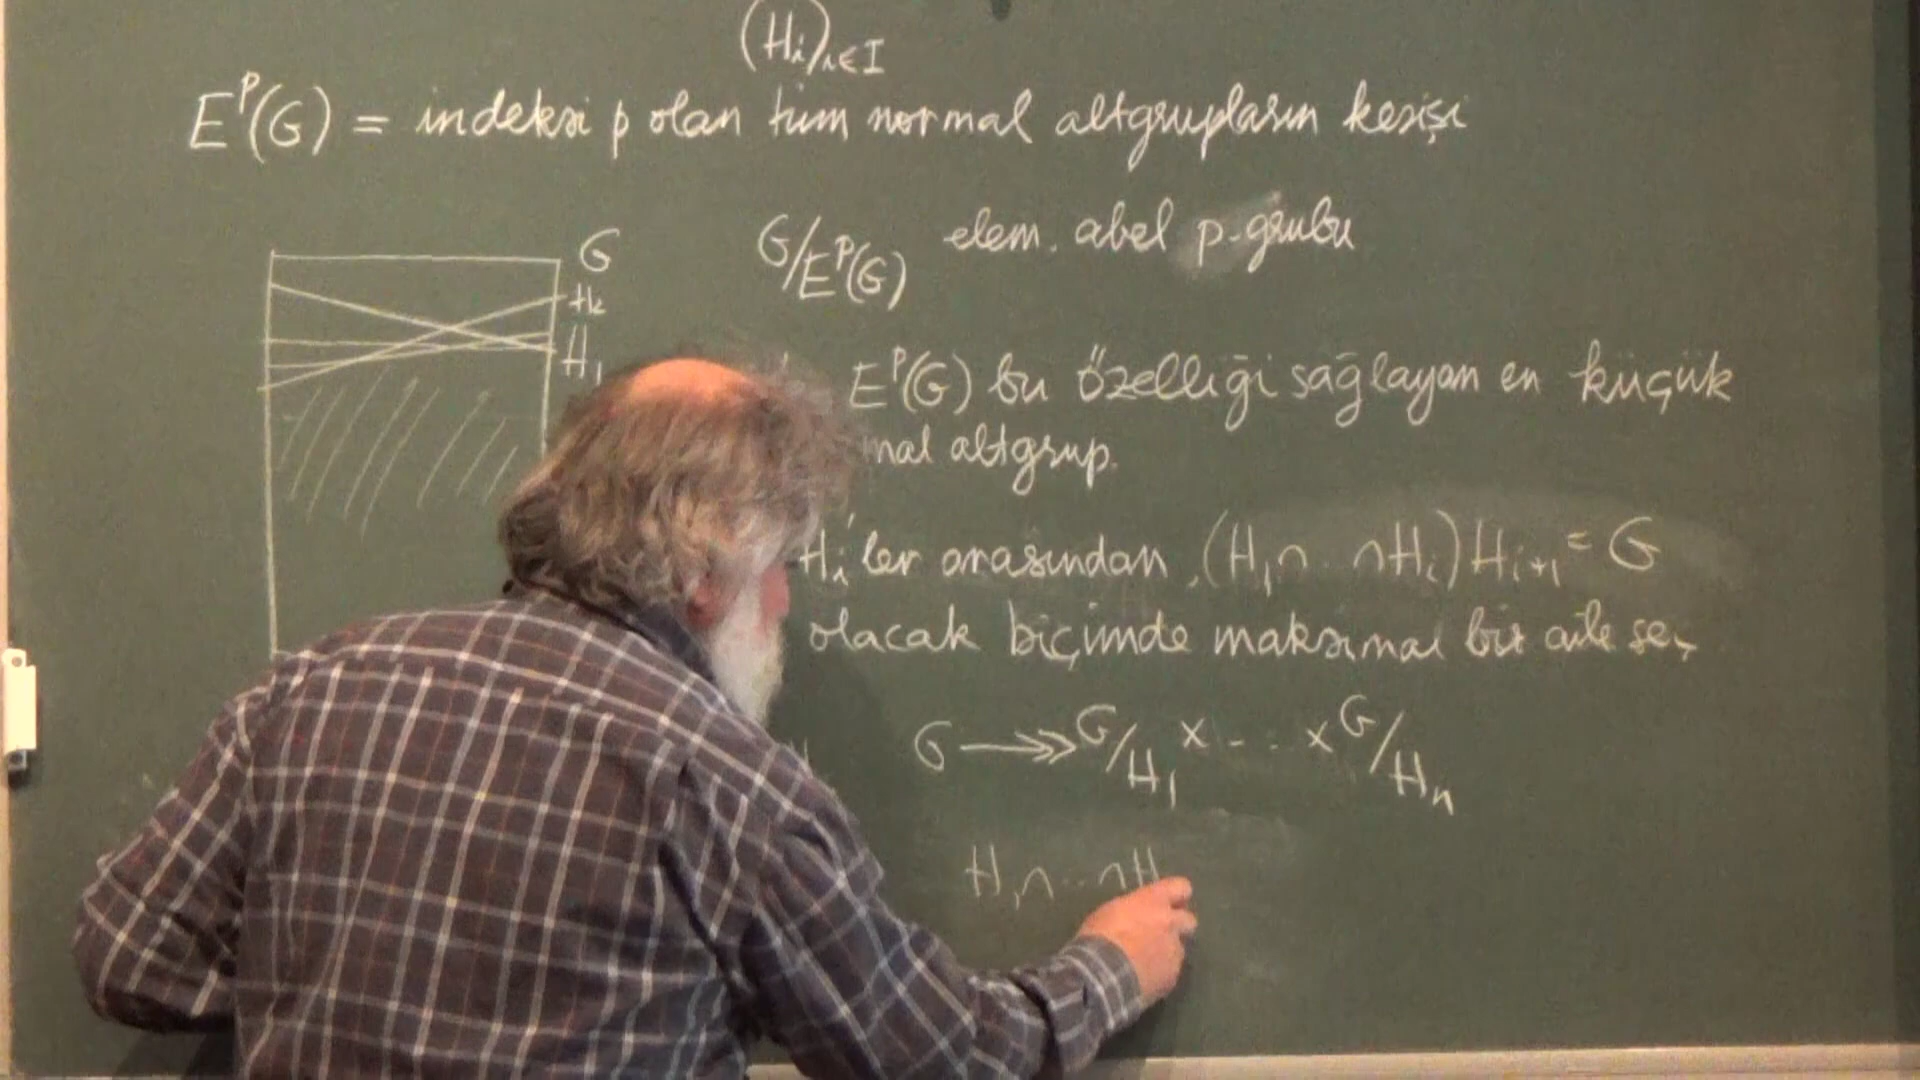 (Hi)i∈I
E^p(G) = indeksi p olan tüm normal altgrupların kesişi
G/E^p(G) elem. abel p-grubu
G
Hk
H1
E^p(G) bu özelliği sağlayan en küçük
mal altgrup.
Hi'ler arasından, (H1∩..∩Hi)Hi+1 = G
olacak biçimde maksimal bir aile seç
G ↠ G/H1 x ... x G/Hn
H1∩..∩H